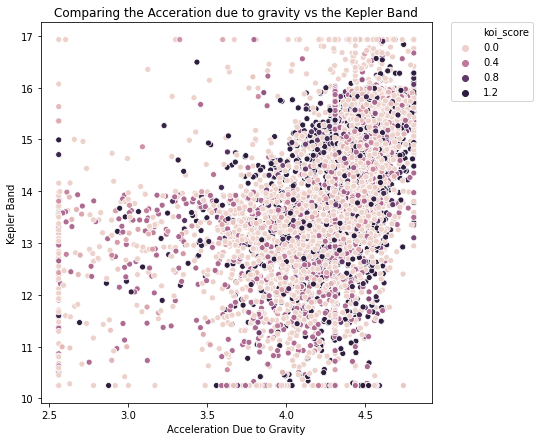 Comparing the Acceration due to gravity vs the Kepler Band
koi_score
0.0
0.4
0.8
1.2
Kepler Band
17
16
15
14
13
12
11
10
2.5 3.0 3.5 4.0 4.5
Acceleration Due to Gravity